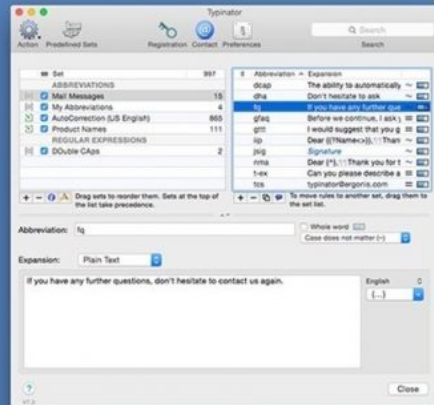 Typinator
Action Predefined Sets Registration Contact Preferences
Search
Search
Set 997
ABBREVIATIONS
Mail Messages 15
My Abbreviations 4
AutoCorrection (US English) 865
Product Names 111
REGULAR EXPRESSIONS
DOuble CAps 2
Drag sets to reorder them. Sets at the top of
the list take precedence.
Abbreviation Expansion
dcap The ability to automatically
dha Don't hesitate to ask
fq If you have any further que
gfaq Before we continue, I ask
gttt I would suggest that you g
Dear
jsig Signature
nma Dear Thank you for t
t-ex Can you please describe a
tos typinator@ergonis.com
To move rules to another set, drag them to
the set list.
Abbreviation: fq
Whole word
Case does not matter (~)
Expansion: Plain Text
If you have any further questions, don't hesitate to contact us again.
English
{...}
?
Close